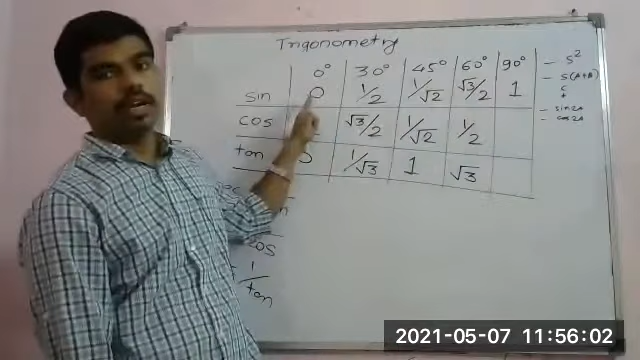 Trigonometry
0° 30° 45° 60° 90°
sin 0 1/2 1/√2 √3/2 1
cos √3/2 1/√2 1/2
tan 0 1/√3 1 √3
- S²
- S(A+A)
c
t
- sin2A
- cos2A
cos
1/tan
2021-05-07 11:56:02